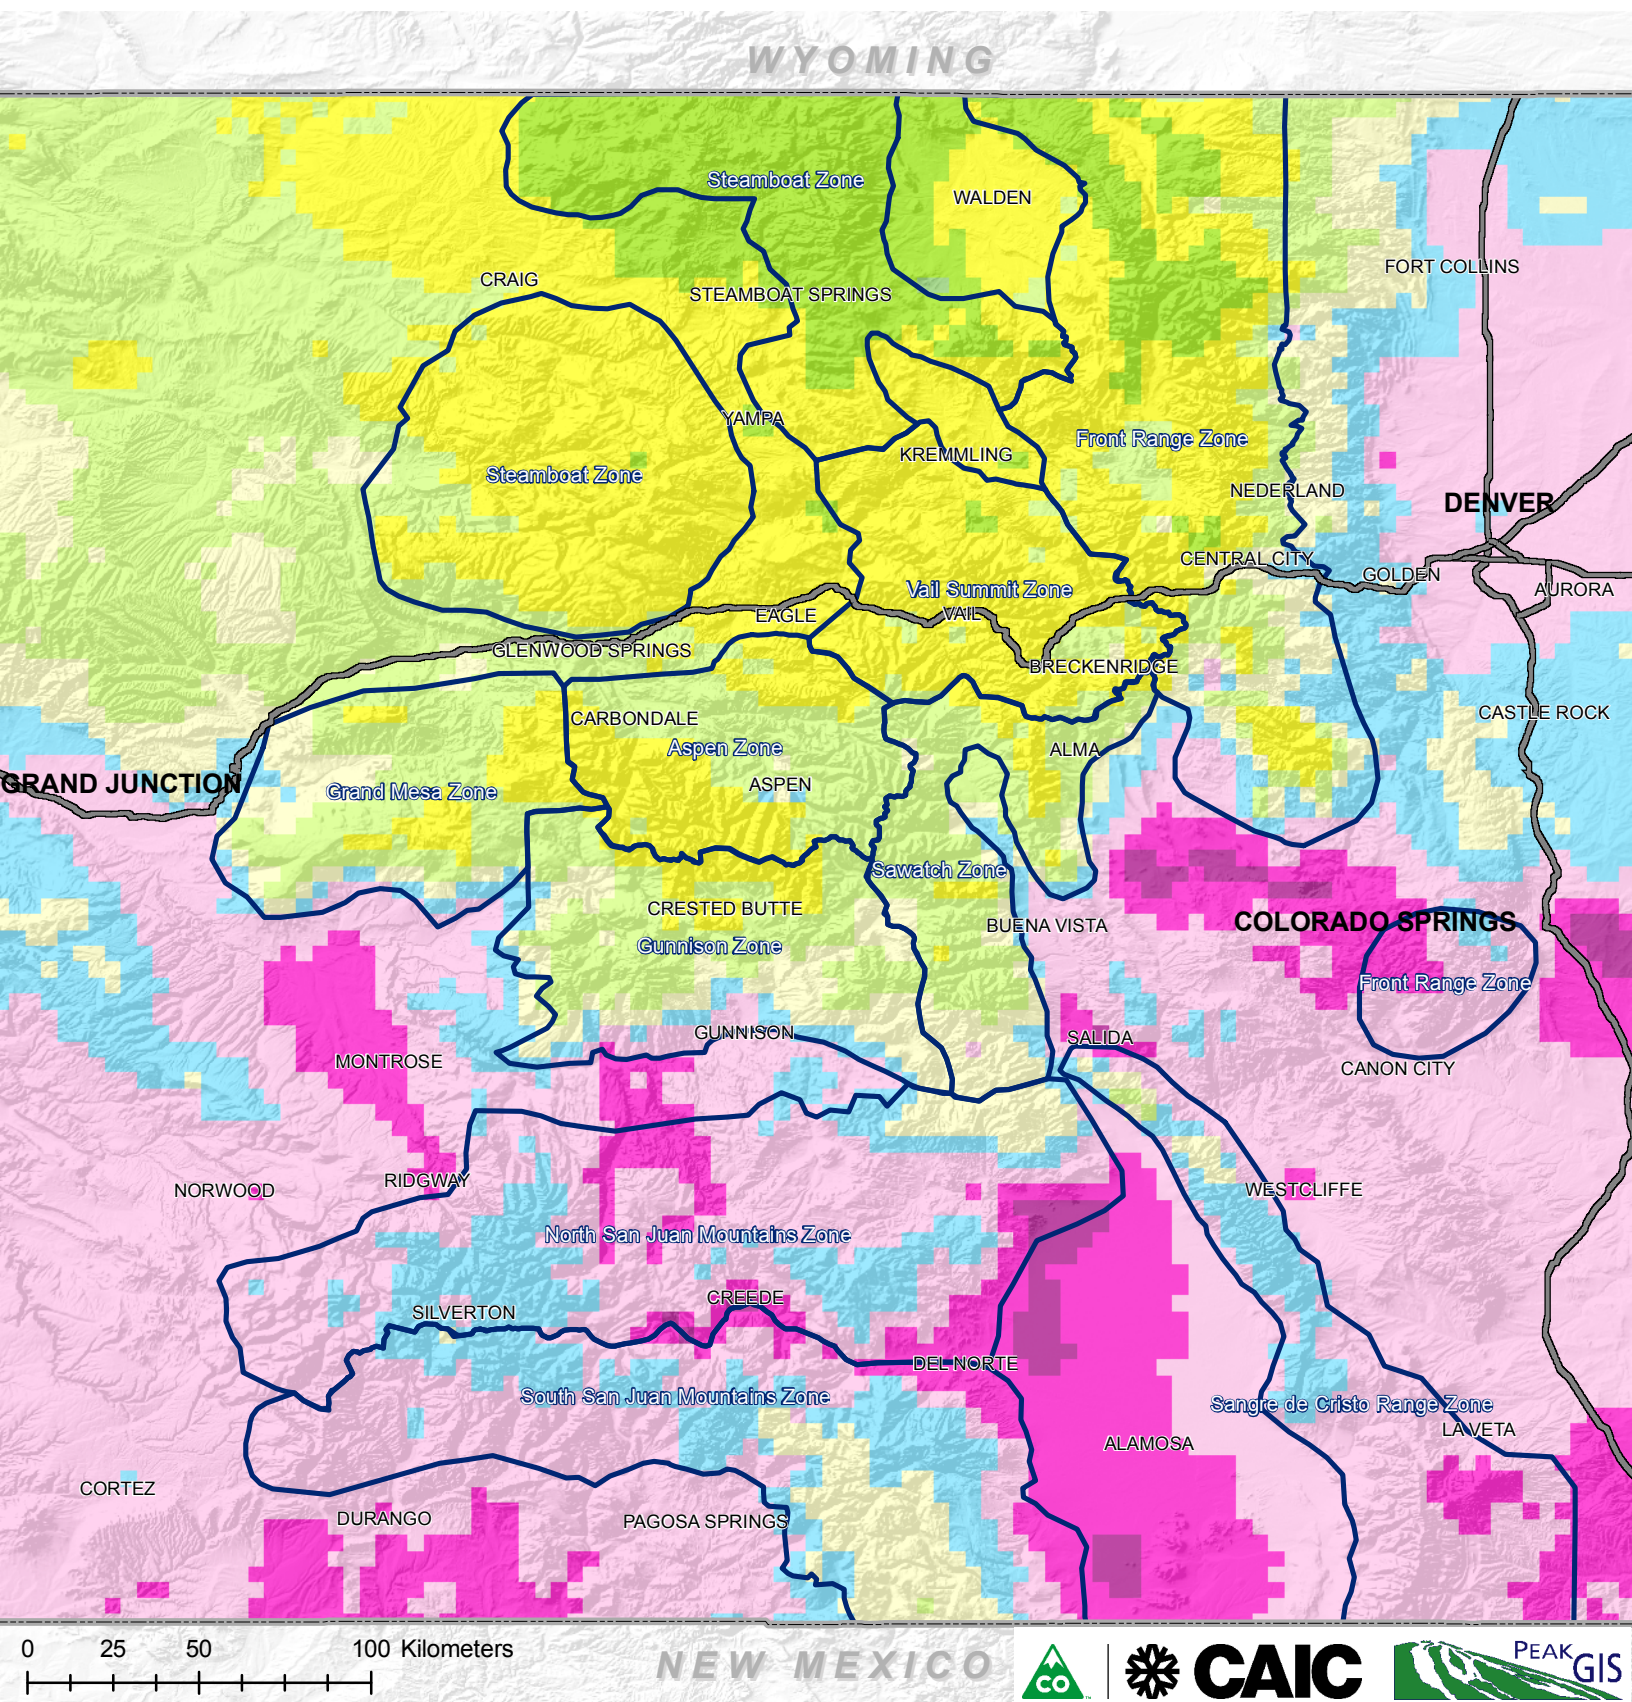 WYOMING
Steamboat Zone
WALDEN
FORT COLLINS
CRAIG
STEAMBOAT SPRINGS
YAMPA
KREMMLING
Front Range Zone
Steamboat Zone
NEDERLAND
DENVER
CENTRAL CITY
GOLDEN
AURORA
Vail Summit Zone
EAGLE
VAIL
GLENWOOD SPRINGS
BRECKENRIDGE
CARBONDALE
CASTLE ROCK
Aspen Zone
ALMA
GRAND JUNCTION
Grand Mesa Zone
ASPEN
Sawatch Zone
CRESTED BUTTE
BUENA VISTA
COLORADO SPRINGS
Gunnison Zone
Front Range Zone
GUNNISON
SALIDA
MONTROSE
CANON CITY
RIDGWAY
NORWOOD
WESTCLIFFE
North San Juan Mountains Zone
CREEDE
SILVERTON
DEL NORTE
South San Juan Mountains Zone
Sangre de Cristo Range Zone
LA VETA
ALAMOSA
CORTEZ
DURANGO
PAGOSA SPRINGS
0 25 50 100 Kilometers
NEW MEXICO
CO
CAIC
PEAK
GIS